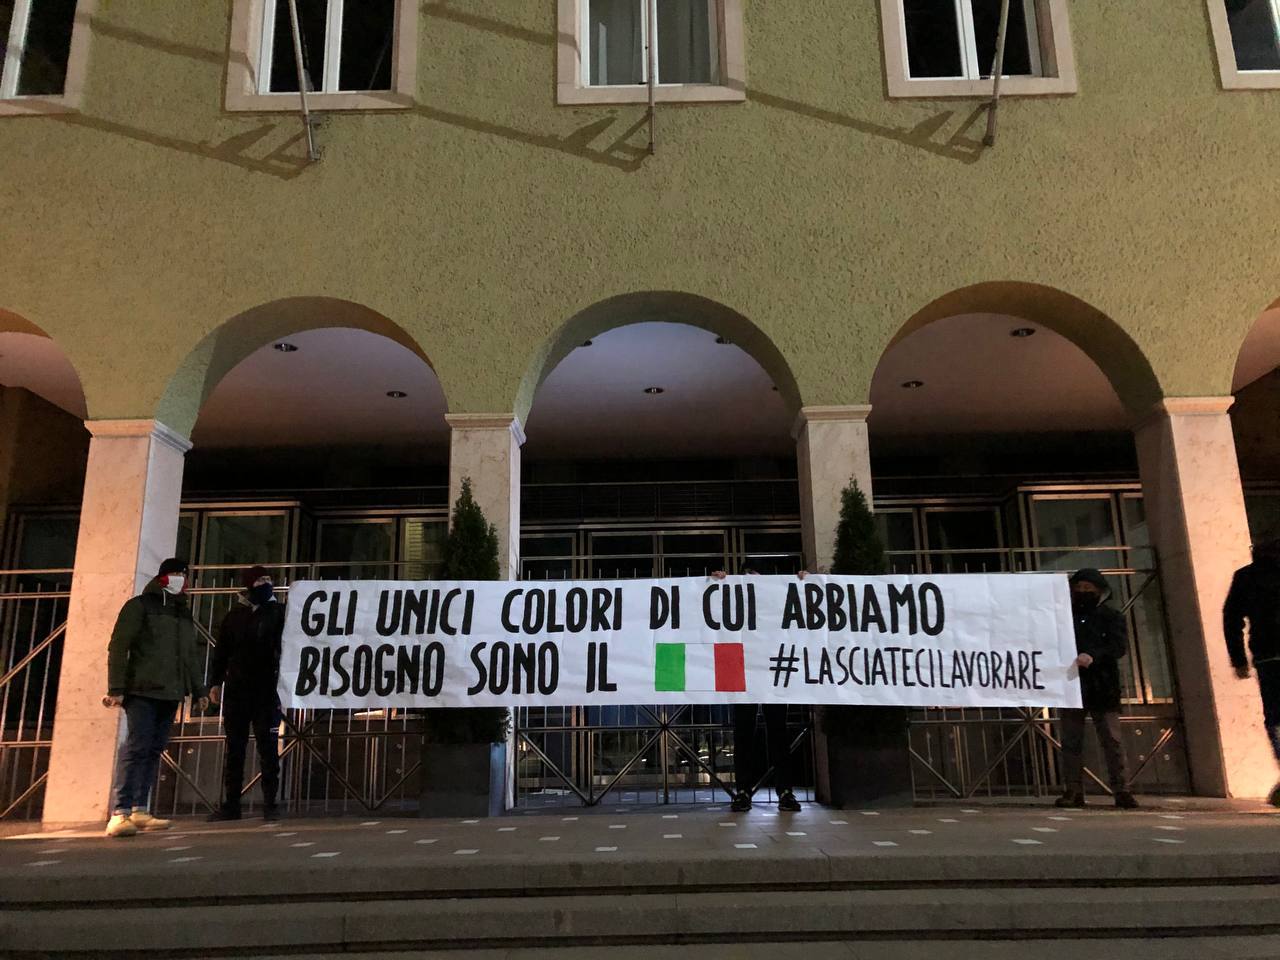 GLI UNICI COLORI DI CUI ABBIAMO
BISOGNO SONO IL #LASCIATECILAVORARE